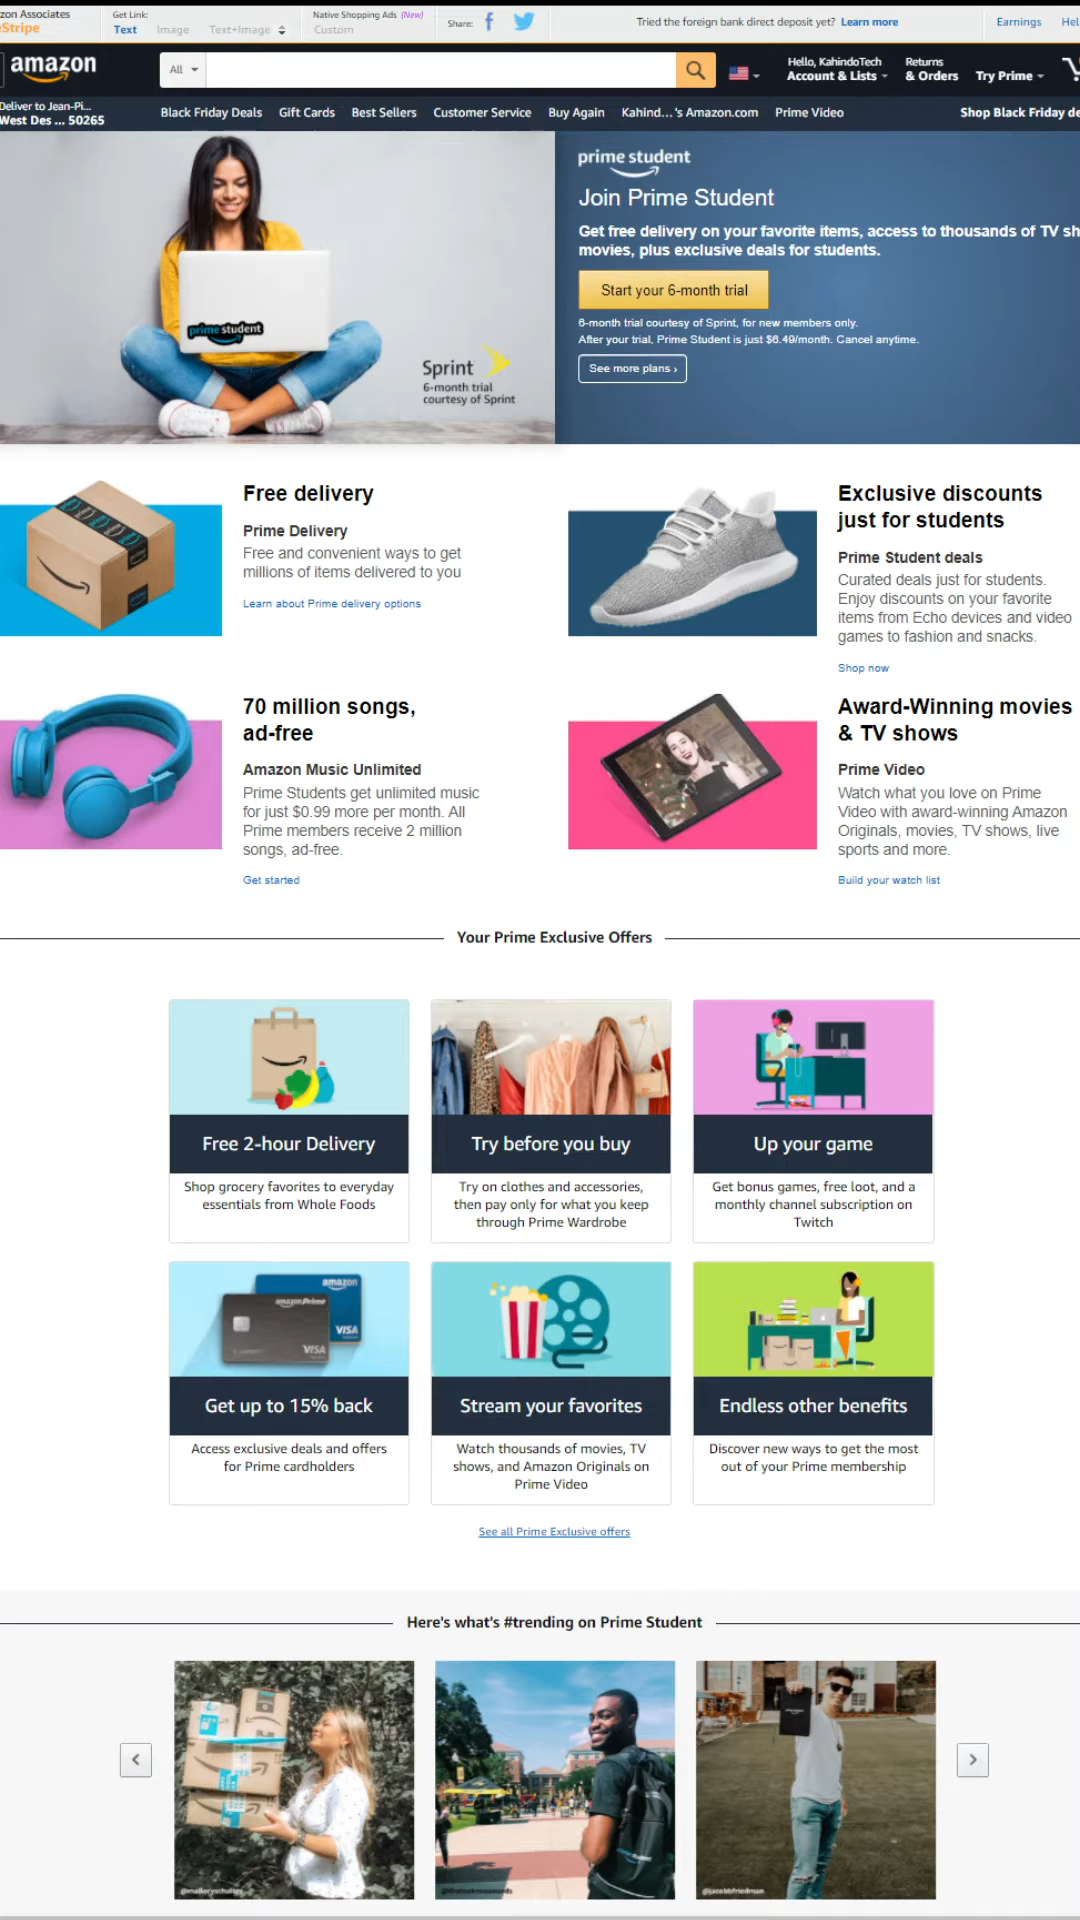 zon Associates
eStripe
Get Link:
Text Image Text+Image
Native Shopping Ads (New)
Custom
Share:
Tried the foreign bank direct deposit yet? Learn more
Earnings Hel
amazon
All
Hello, KahindoTech
Account & Lists
Returns
& Orders
Try Prime
Deliver to Jean-Pi...
West Des ... 50265
Black Friday Deals Gift Cards Best Sellers Customer Service Buy Again Kahind...'s Amazon.com Prime Video
Shop Black Friday de
prime student
Sprint
6-month trial
courtesy of Sprint
prime student
Join Prime Student
Get free delivery on your favorite items, access to thousands of TV sh
movies, plus exclusive deals for students.
Start your 6-month trial
6-month trial courtesy of Sprint, for new members only.
After your trial, Prime Student is just $6.49/month. Cancel anytime.
See more plans ›
Free delivery
Prime Delivery
Free and convenient ways to get
millions of items delivered to you
Learn about Prime delivery options
Exclusive discounts
just for students
Prime Student deals
Curated deals just for students.
Enjoy discounts on your favorite
items from Echo devices and video
games to fashion and snacks.
Shop now
70 million songs,
ad-free
Amazon Music Unlimited
Prime Students get unlimited music
for just $0.99 more per month. All
Prime members receive 2 million
songs, ad-free.
Get started
Award-Winning movies
& TV shows
Prime Video
Watch what you love on Prime
Video with award-winning Amazon
Originals, movies, TV shows, live
sports and more.
Build your watch list
Your Prime Exclusive Offers
Free 2-hour Delivery
Shop grocery favorites to everyday
essentials from Whole Foods
Try before you buy
Try on clothes and accessories,
then pay only for what you keep
through Prime Wardrobe
Up your game
Get bonus games, free loot, and a
monthly channel subscription on
Twitch
amazon
amazonPrime
VISA
VISA
Get up to 15% back
Access exclusive deals and offers
for Prime cardholders
Stream your favorites
Watch thousands of movies, TV
shows, and Amazon Originals on
Prime Video
Endless other benefits
Discover new ways to get the most
out of your Prime membership
See all Prime Exclusive offers
Here's what's #trending on Prime Student
@jacobbfriedman